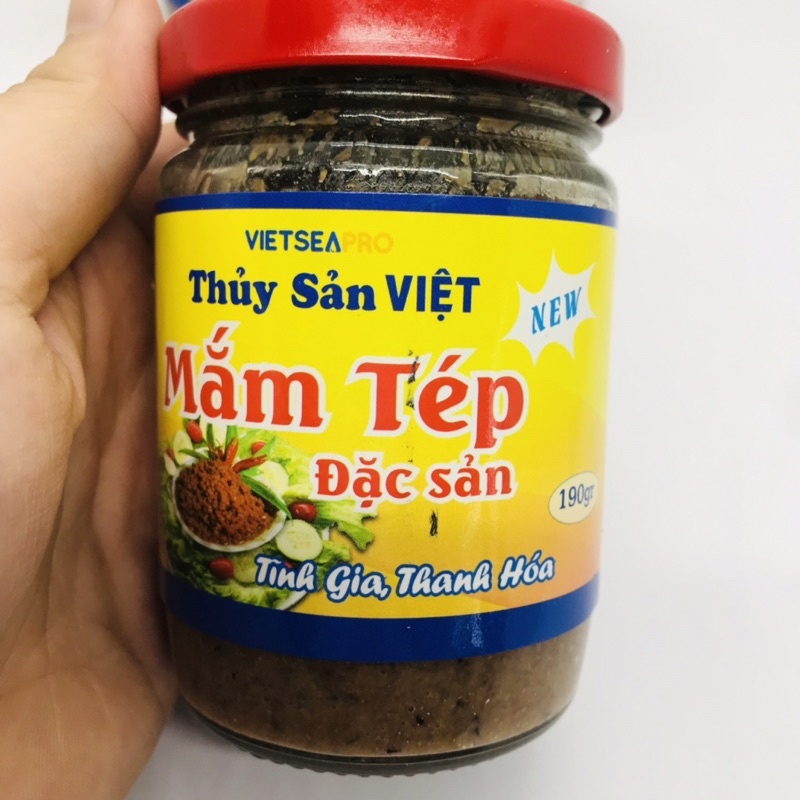 VIETSEAPRO
Thủy Sản VIỆT
NEW
Mắm Tép
Đặc sản
190gr
Tĩnh Gia, Thanh Hóa